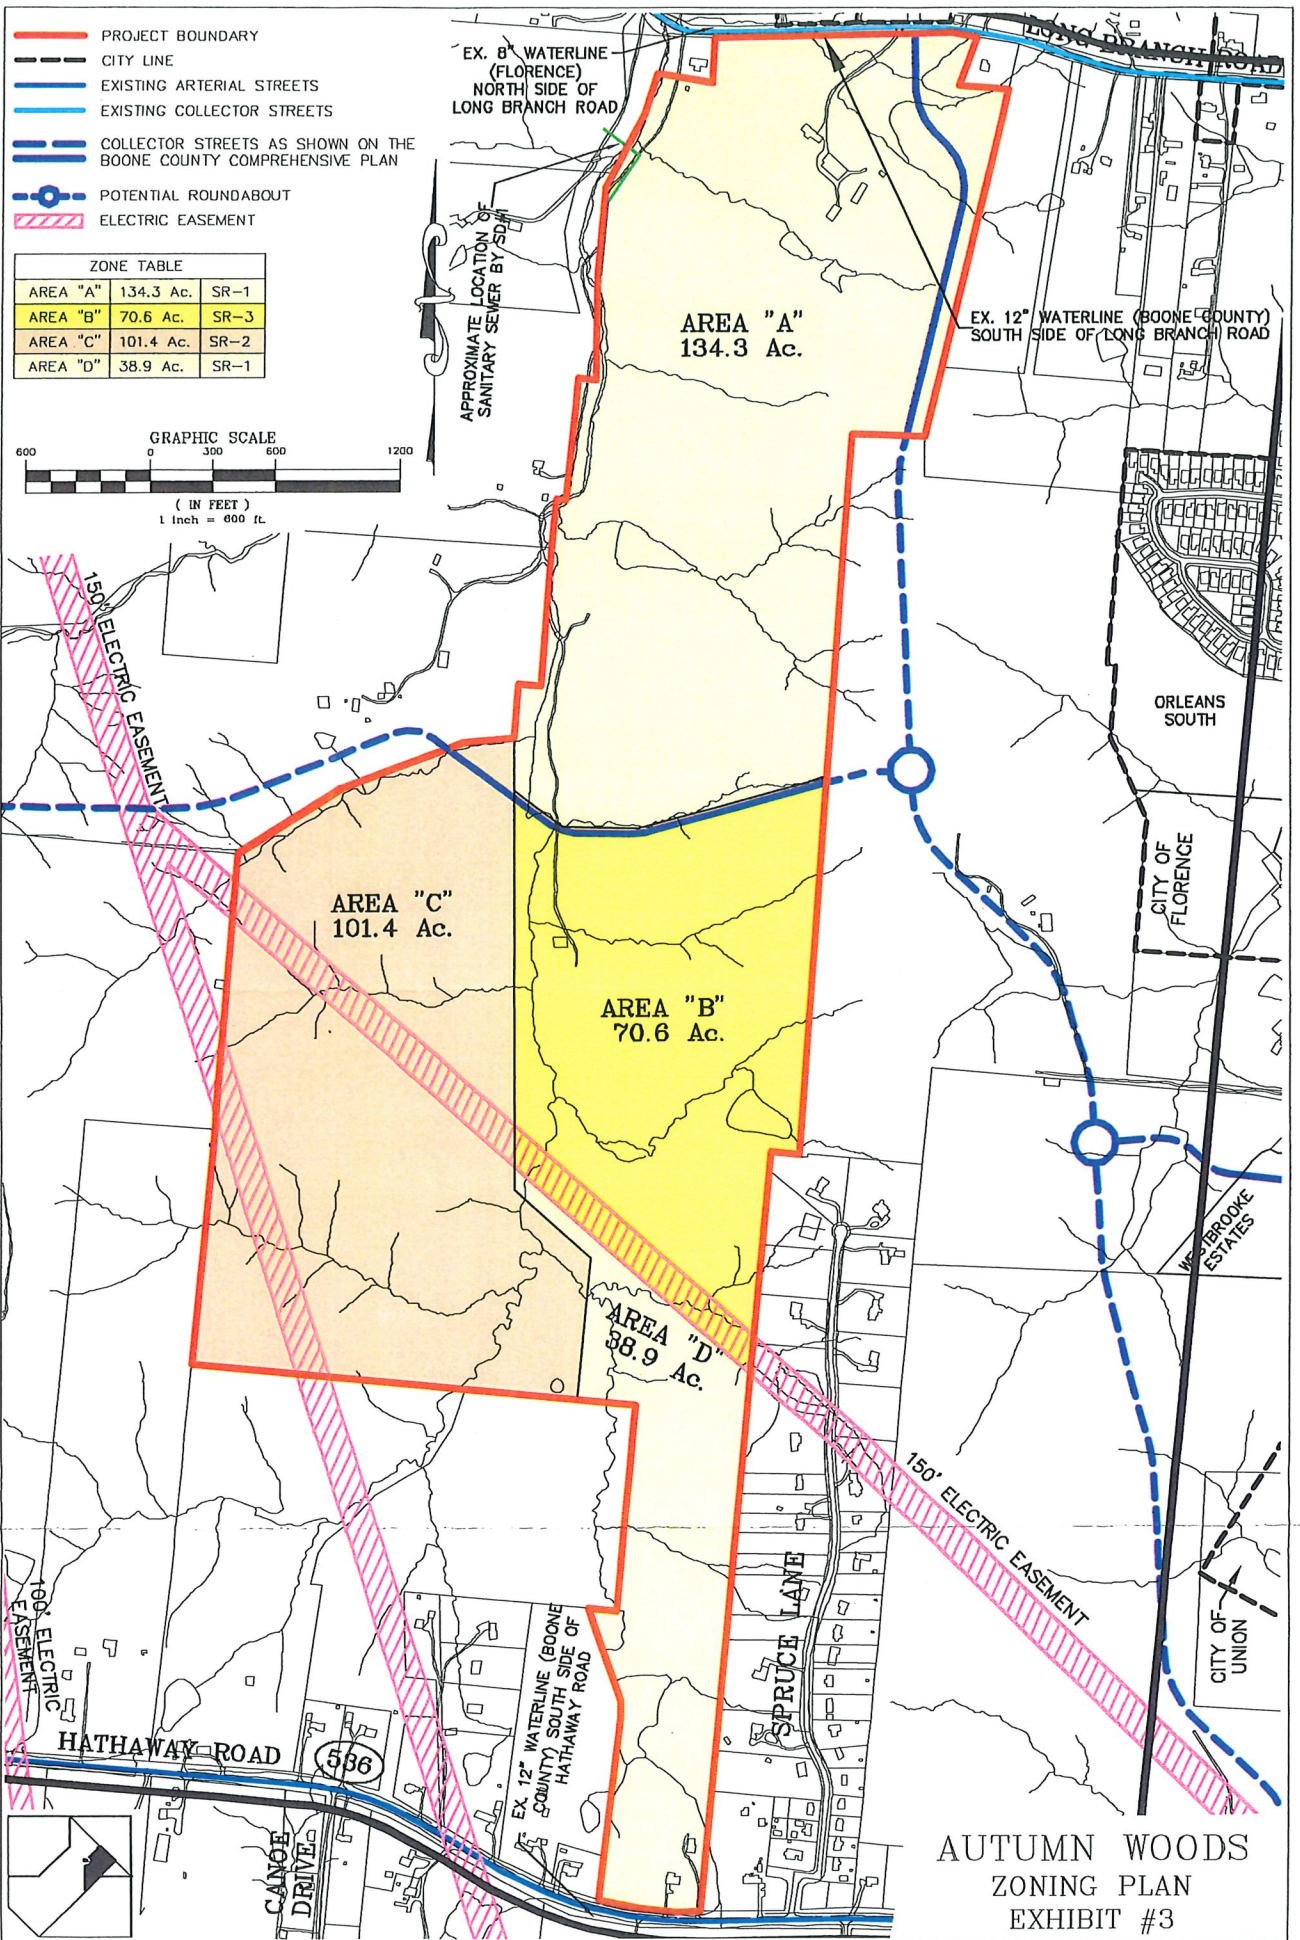 PROJECT BOUNDARY
CITY LINE
EXISTING ARTERIAL STREETS
EXISTING COLLECTOR STREETS
COLLECTOR STREETS AS SHOWN ON THE
BOONE COUNTY COMPREHENSIVE PLAN
POTENTIAL ROUNDABOUT
ELECTRIC EASEMENT
ZONE TABLE
AREA "A" 134.3 Ac. SR-1
AREA "B" 70.6 Ac. SR-3
AREA "C" 101.4 Ac. SR-2
AREA "D" 38.9 Ac. SR-1
GRAPHIC SCALE
600 0 300 600 1200
( IN FEET )
1 inch = 600 ft.
EX. 8" WATERLINE
(FLORENCE)
NORTH SIDE OF
LONG BRANCH ROAD
LONG BRANCH ROAD
APPROXIMATE LOCATION OF
SANITARY SEWER BY SD#1
AREA "A"
134.3 Ac.
EX. 12" WATERLINE (BOONE COUNTY)
SOUTH SIDE OF LONG BRANCH ROAD
150' ELECTRIC EASEMENT
ORLEANS
SOUTH
CITY OF
FLORENCE
AREA "C"
101.4 Ac.
AREA "B"
70.6 Ac.
WESTBROOKE
ESTATES
AREA "D"
38.9 Ac.
150' ELECTRIC EASEMENT
CITY OF
UNION
SPRUCE LANE
100' ELECTRIC
EASEMENT
EX. 12" WATERLINE (BOONE
COUNTY) SOUTH SIDE OF
HATHAWAY ROAD
HATHAWAY ROAD
536
CANOE
DRIVE
AUTUMN WOODS
ZONING PLAN
EXHIBIT #3